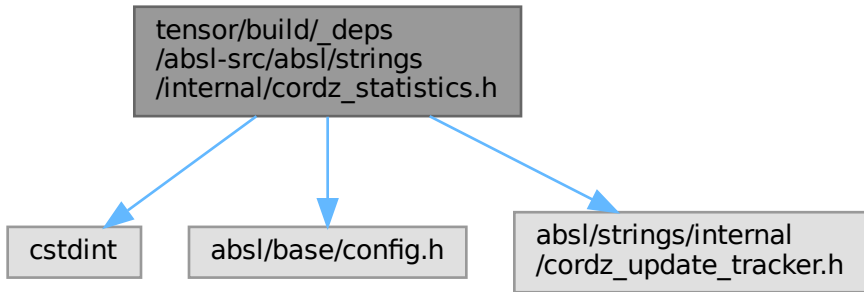 tensor/build/_deps
/absl-src/absl/strings
/internal/cordz_statistics.h
cstdint
absl/base/config.h
absl/strings/internal
/cordz_update_tracker.h